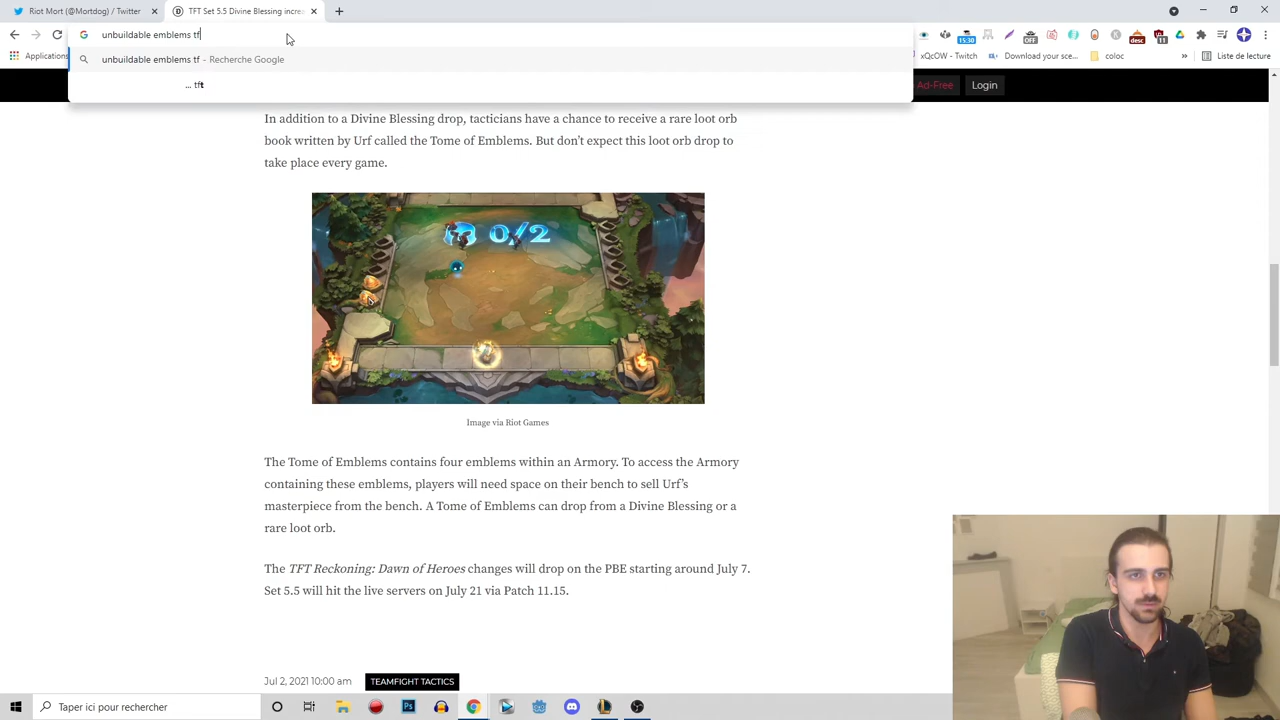 Riot Mort (@Mortdog) / Twitter
TFT Set 5.5 Divine Blessing incre
unbuildable emblems tf
15:30
OFF
desc
11
unbuildable emblems tf - Recherche Google
... tft
Applications
xQcOW - Twitch
Download your sce...
coloc
»
Liste de lecture
Ad-Free
Login
In addition to a Divine Blessing drop, tacticians have a chance to receive a rare loot orb
book written by Urf called the Tome of Emblems. But don’t expect this loot orb drop to
take place every game.
0/2
Image via Riot Games
The Tome of Emblems contains four emblems within an Armory. To access the Armory
containing these emblems, players will need space on their bench to sell Urf’s
masterpiece from the bench. A Tome of Emblems can drop from a Divine Blessing or a
rare loot orb.
The TFT Reckoning: Dawn of Heroes changes will drop on the PBE starting around July 7.
Set 5.5 will hit the live servers on July 21 via Patch 11.15.
Jul 2, 2021 10:00 am
TEAMFIGHT TACTICS
Taper ici pour rechercher